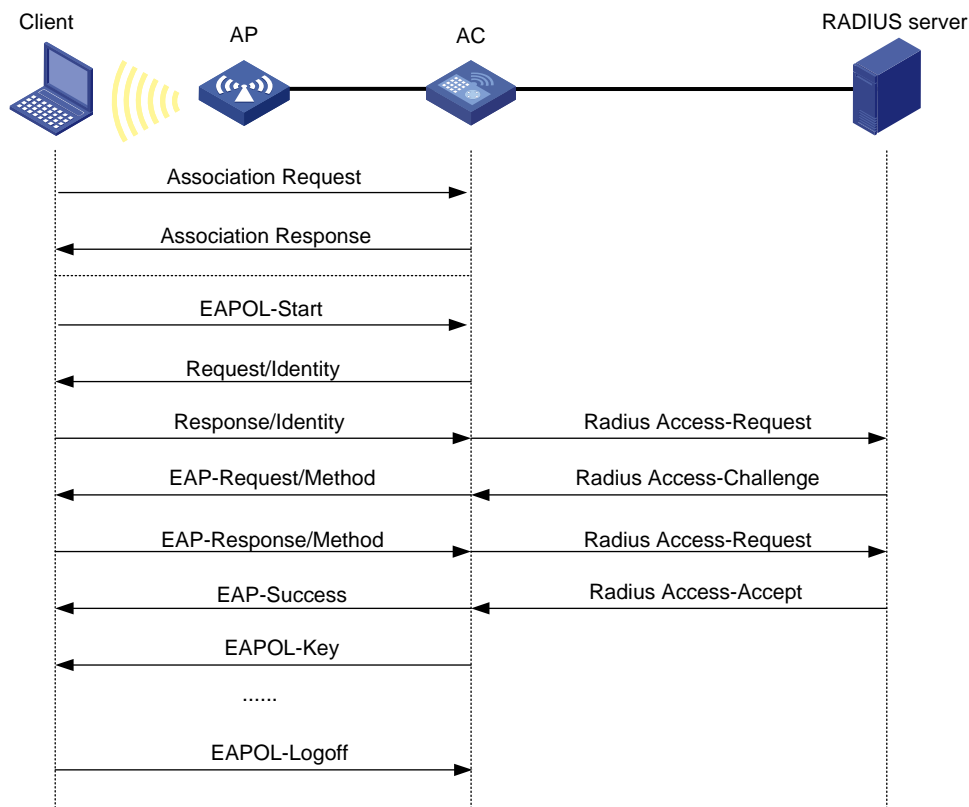 Client
AP
AC
RADIUS server
Association Request
Association Response
EAPOL-Start
Request/Identity
Response/Identity
Radius Access-Request
EAP-Request/Method
Radius Access-Challenge
EAP-Response/Method
Radius Access-Request
EAP-Success
Radius Access-Accept
EAPOL-Key
......
EAPOL-Logoff